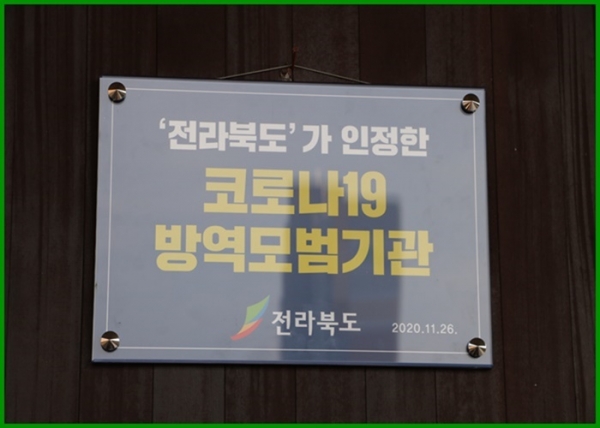 ‘전라북도’가 인정한
코로나19
방역모범기관
전라북도 2020.11.26.